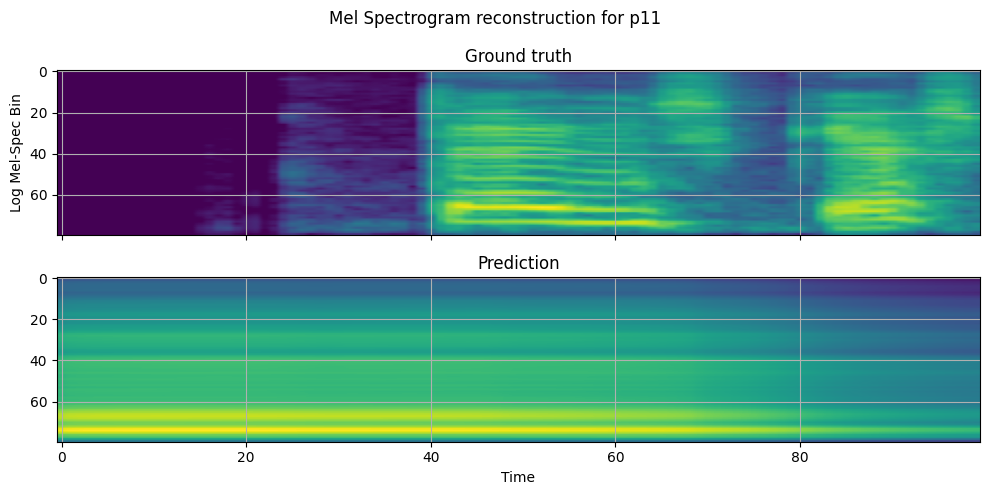 Mel Spectrogram reconstruction for p11
Ground truth
Log Mel-Spec Bin
0
20
40
60
Prediction
0
20
40
60
0 20 40 60 80
Time